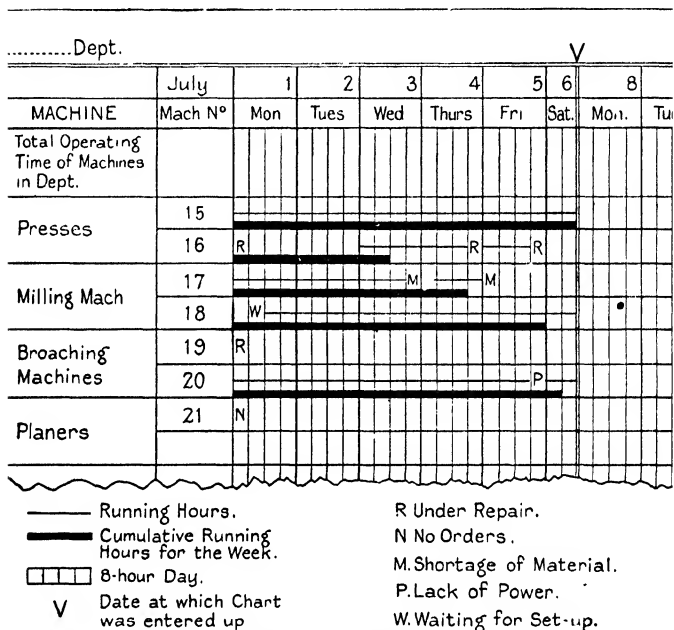 ...........Dept.
V
July 1 2 3 4 5 6 8
MACHINE Mach Nº Mon Tues Wed Thurs Fri Sat. Mon. Tu
Total Operating
Time of Machines
in Dept.
Presses
15
16 R R R
Milling Mach
17 M M
18 W
Broaching
Machines
19 R
20 P
Planers
21 N
Running Hours.
Cumulative Running
Hours for the Week.
8-hour Day.
V Date at which Chart
was entered up
R Under Repair.
N No Orders.
M. Shortage of Material.
P. Lack of Power.
W. Waiting for Set-up.